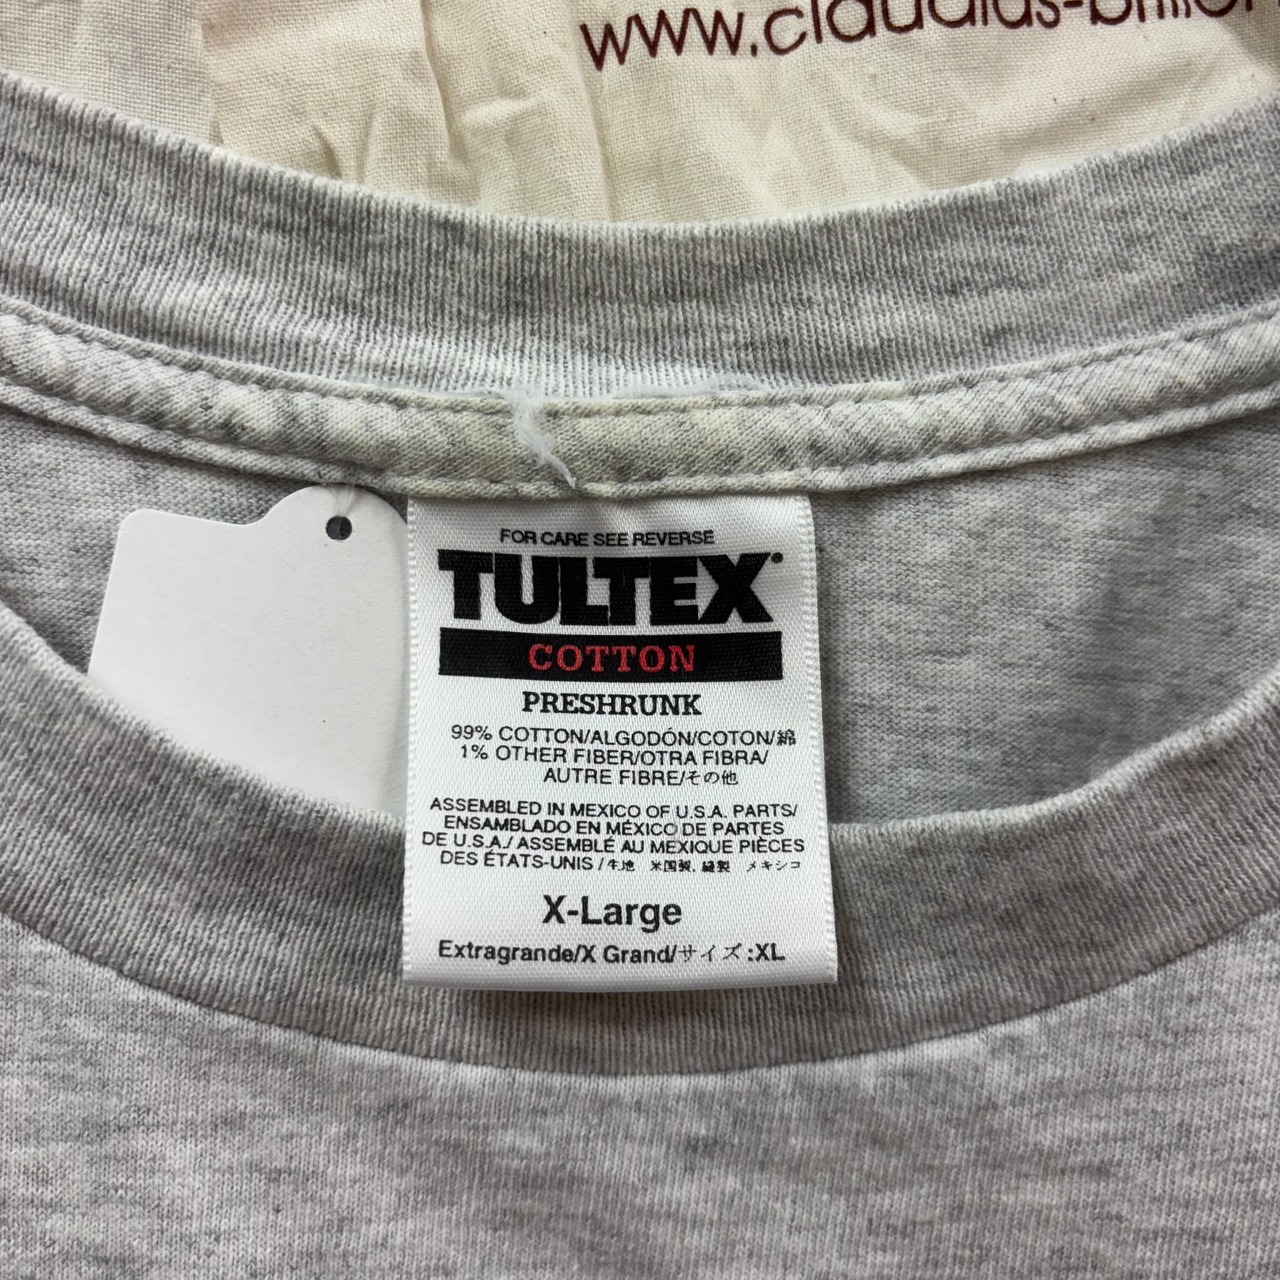 FOR CARE SEE REVERSE
TULTEX
COTTON
PRESHRUNK
99% COTTON/ALGODÓN/COTON/綿
1% OTHER FIBER/OTRA FIBRA/
AUTRE FIBRE/その他
ASSEMBLED IN MEXICO OF U.S.A. PARTS/
ENSAMBLADO EN MÉXICO DE PARTES
DE U.S.A./ASSEMBLÉ AU MEXIQUE PIÈCES
DES ÉTATS-UNIS/生地 米国製, 縫製 メキシコ
X-Large
Extragrande/X Grand/サイズ:XL